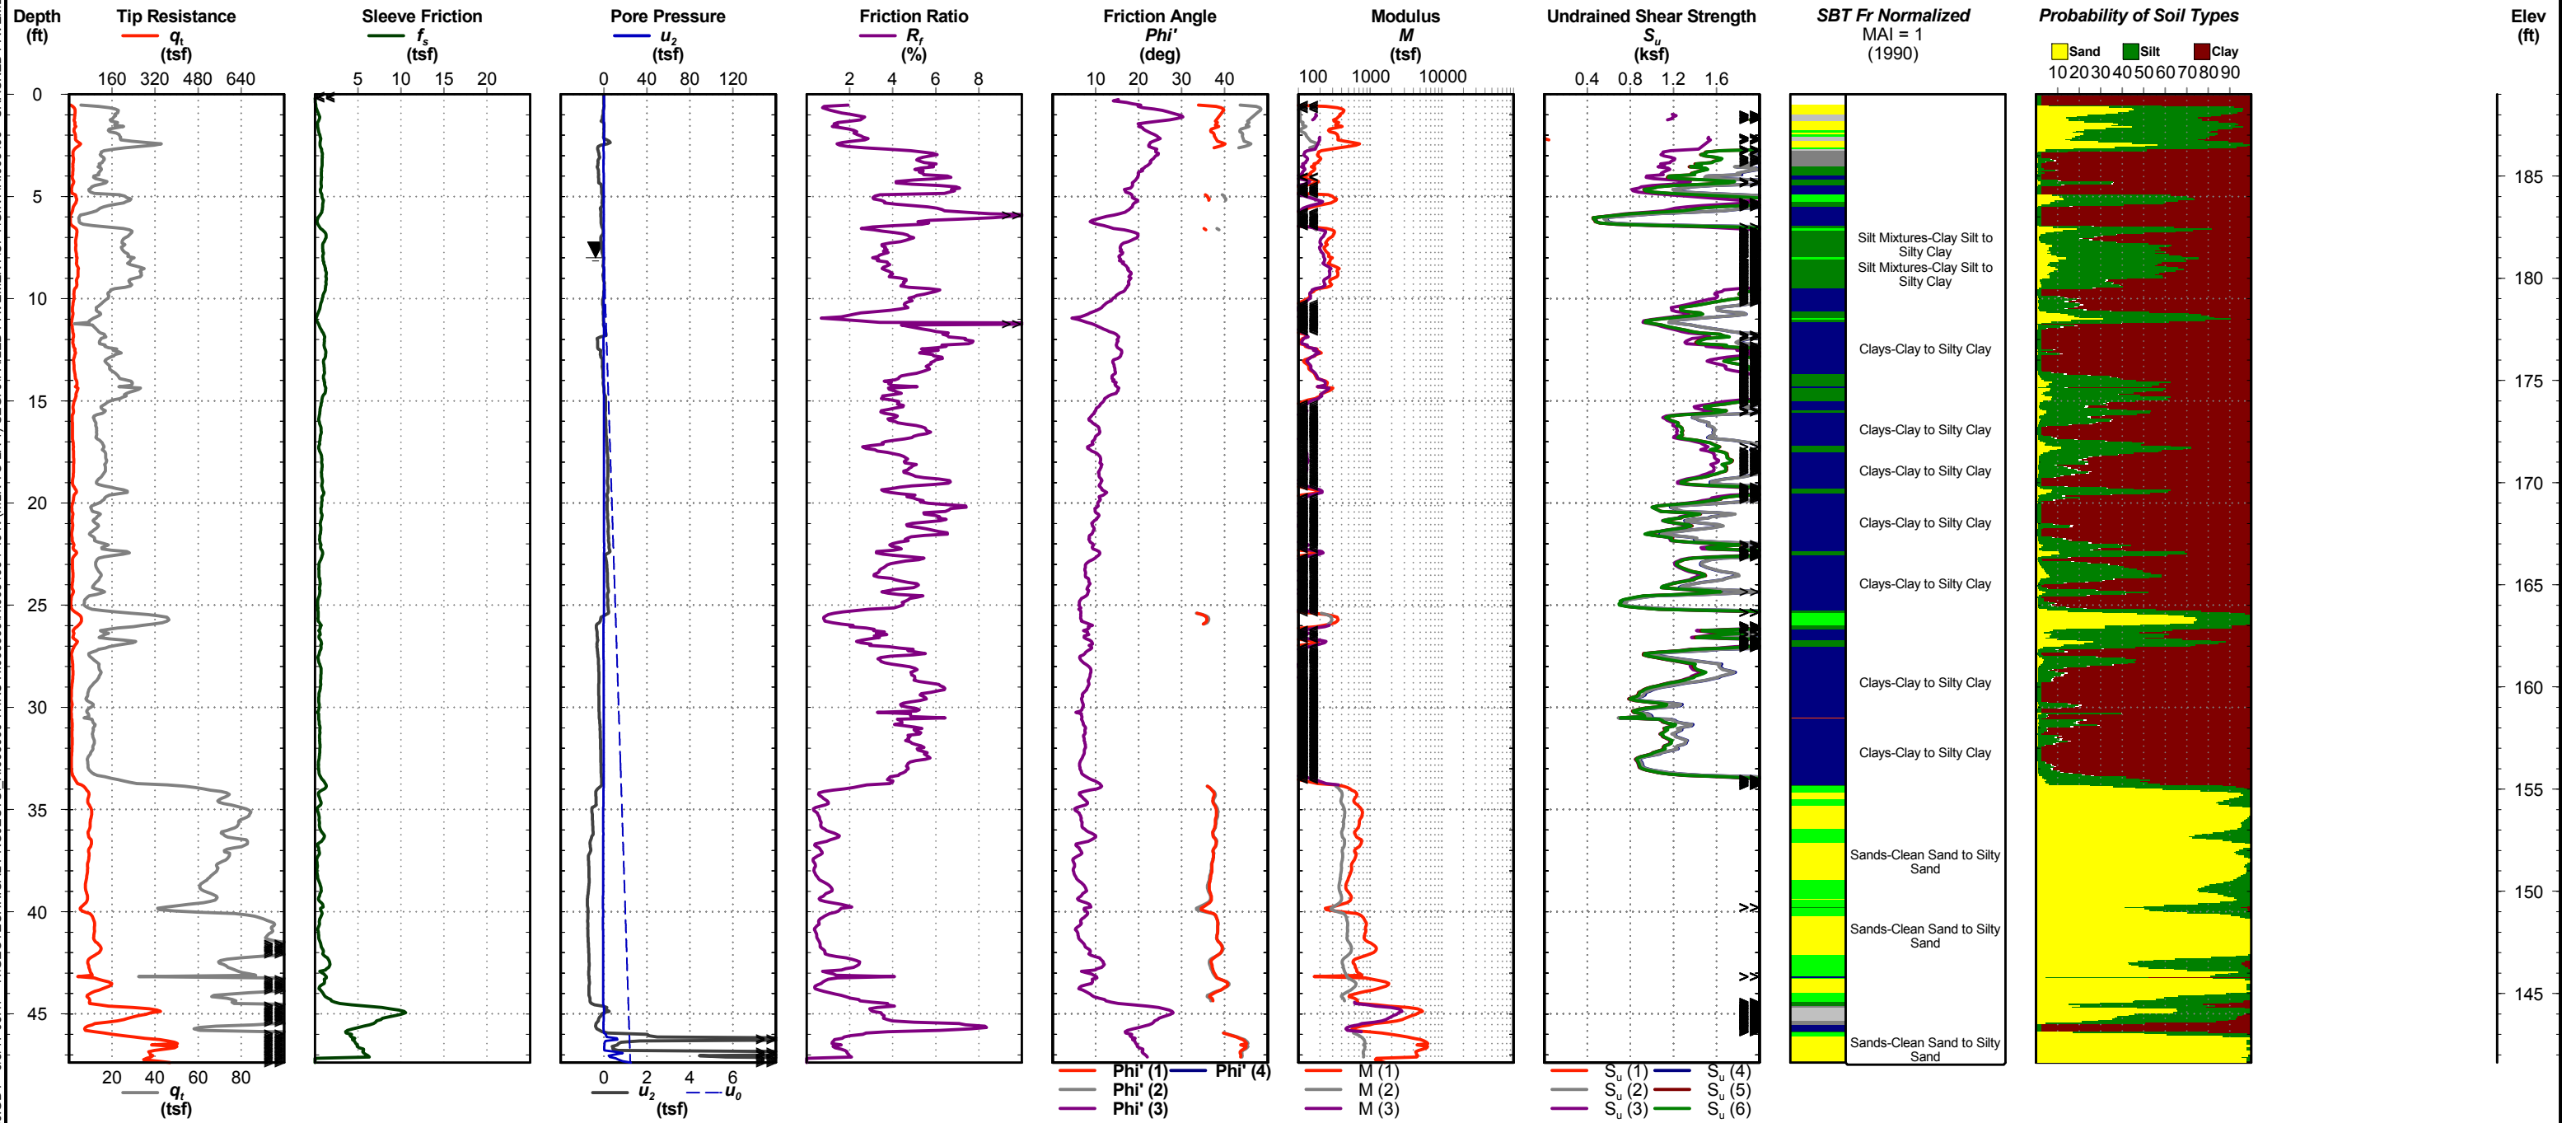 Depth
(ft)
Tip Resistance
qt
(tsf)
160 320 480 640
Sleeve Friction
fs
(tsf)
5 10 15 20
Pore Pressure
u2
(tsf)
0 40 80 120
Friction Ratio
Rf
(%)
2 4 6 8
Friction Angle
Phi'
(deg)
10 20 30 40
Modulus
M
(tsf)
100 1000 10000
Undrained Shear Strength
Su
(ksf)
0.4 0.8 1.2 1.6
SBT Fr Normalized
MAI = 1
(1990)
Probability of Soil Types
Sand Silt Clay
10 20 30 40 50 60 70 80 90
Elev
(ft)
0
5
10
15
20
25
30
35
40
45
Silt Mixtures-Clay Silt to
Silty Clay
Silt Mixtures-Clay Silt to
Silty Clay
Clays-Clay to Silty Clay
Clays-Clay to Silty Clay
Clays-Clay to Silty Clay
Clays-Clay to Silty Clay
Clays-Clay to Silty Clay
Clays-Clay to Silty Clay
Clays-Clay to Silty Clay
Sands-Clean Sand to Silty
Sand
Sands-Clean Sand to Silty
Sand
Sands-Clean Sand to Silty
Sand
185
180
175
170
165
160
155
150
145
20 40 60 80
qt
(tsf)
0 2 4 6
u2 u0
(tsf)
Phi' (1) Phi' (4)
Phi' (2)
Phi' (3)
M (1)
M (2)
M (3)
Su (1) Su (4)
Su (2) Su (5)
Su (3) Su (6)